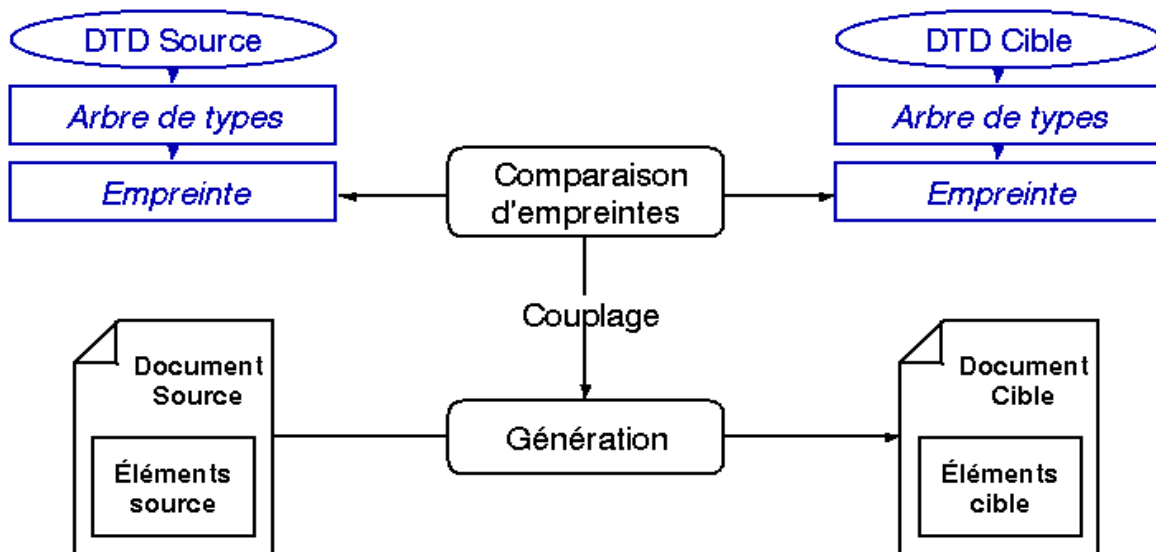 DTD Source
DTD Cible
Arbre de types
Arbre de types
Empreinte
Comparaison
d'empreintes
Empreinte
Couplage
Document
Source
Document
Cible
Génération
Éléments
source
Éléments
cible